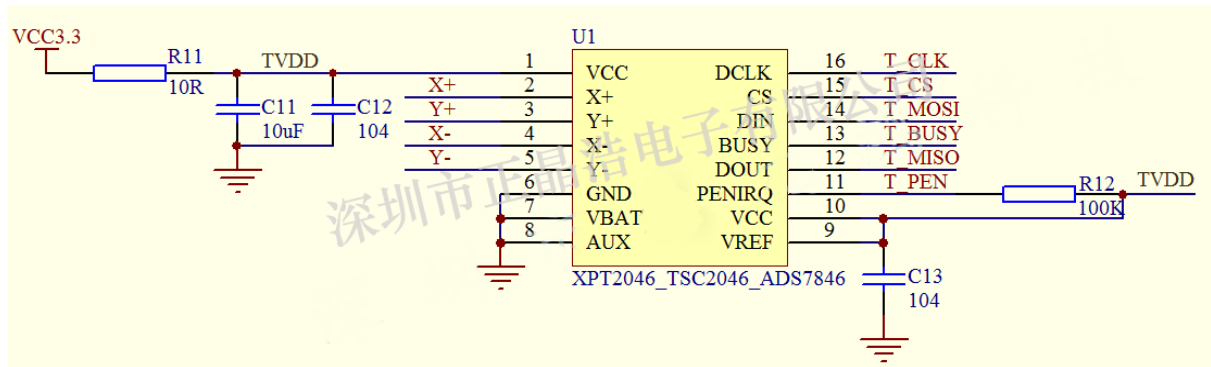 VCC3.3
R11
10R
TVDD
C11
10uF
C12
104
U1
1 VCC
X+ 2 X+
Y+ 3 Y+
X- 4 X-
Y- 5 Y-
6 GND
7 VBAT
8 AUX
DCLK 16 T_CLK
CS 15 T_CS
DIN 14 T_MOSI
BUSY 13 T_BUSY
DOUT 12 T_MISO
PENIRQ 11 T_PEN
VCC 10
VREF 9
R12
100K
TVDD
C13
104
XPT2046_TSC2046_ADS7846
深圳市正晶浩电子有限公司